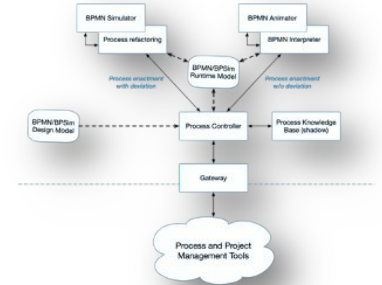 BPMN Simulator
BPMN Animator
Process refactoring
BPMN Interpreter
BPMN/BPSim
Runtime Model
Process enactment
with deviation
Process enactment
w/o deviation
BPMN/BPSim
Design Model
Process Controller
Process Knowledge
Base (shadow)
Gateway
Process and Project
Management Tools